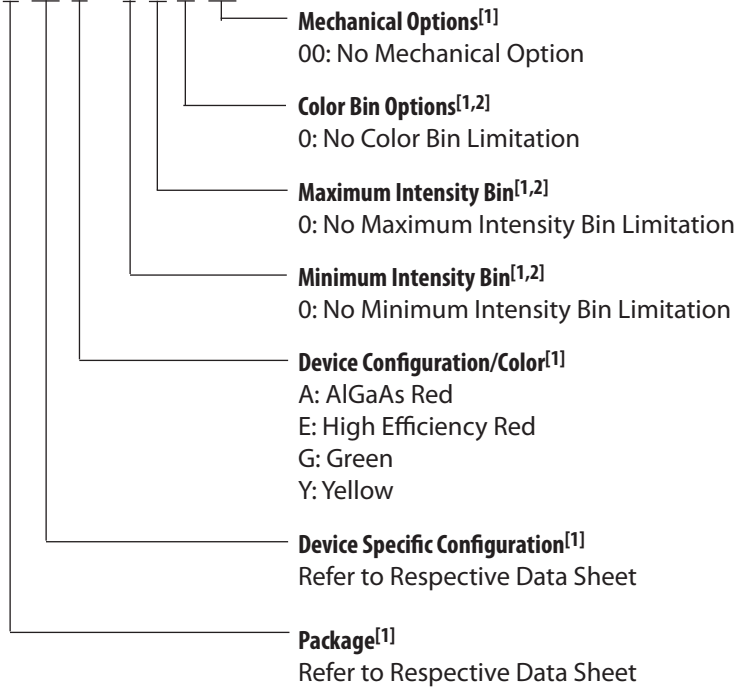 Mechanical Options[1]
00: No Mechanical Option
Color Bin Options[1,2]
0: No Color Bin Limitation
Maximum Intensity Bin[1,2]
0: No Maximum Intensity Bin Limitation
Minimum Intensity Bin[1,2]
0: No Minimum Intensity Bin Limitation
Device Configuration/Color[1]
A: AlGaAs Red
E: High Efficiency Red
G: Green
Y: Yellow
Device Specific Configuration[1]
Refer to Respective Data Sheet
Package[1]
Refer to Respective Data Sheet